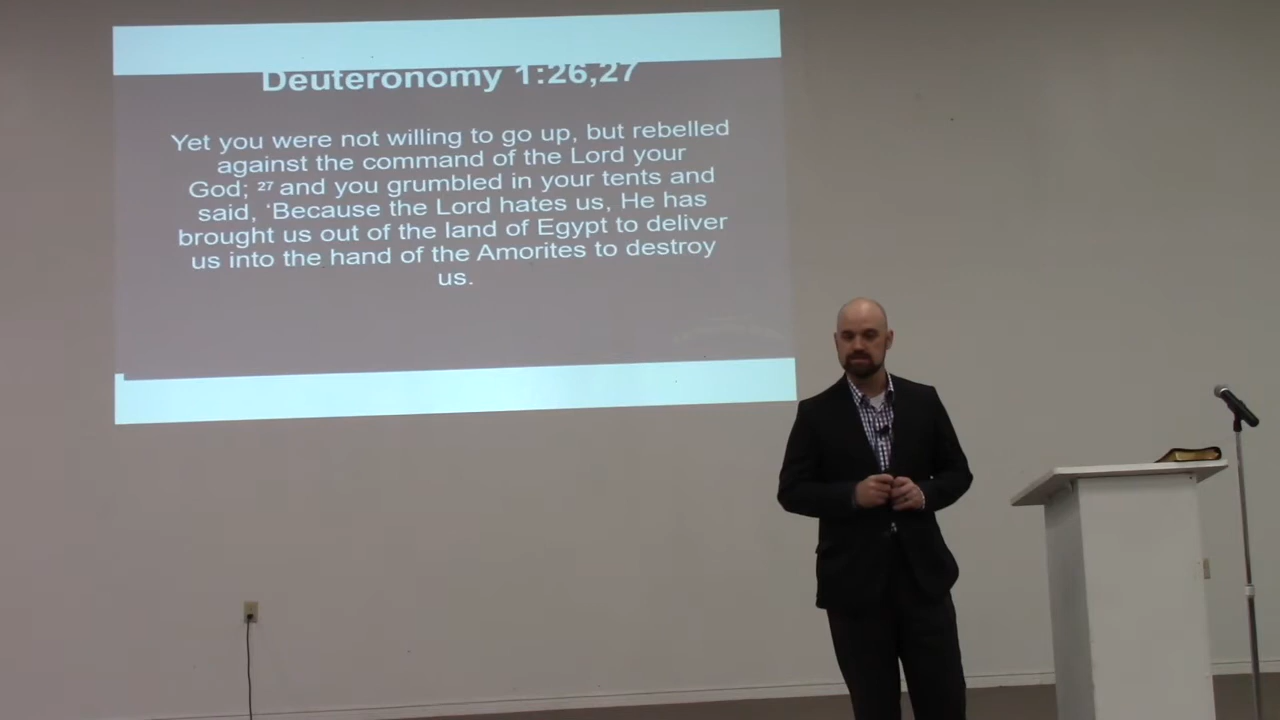 Deuteronomy 1:26,27
Yet you were not willing to go up, but rebelled
against the command of the Lord your
God; 27 and you grumbled in your tents and
said, ‘Because the Lord hates us, He has
brought us out of the land of Egypt to deliver
us into the hand of the Amorites to destroy
us.